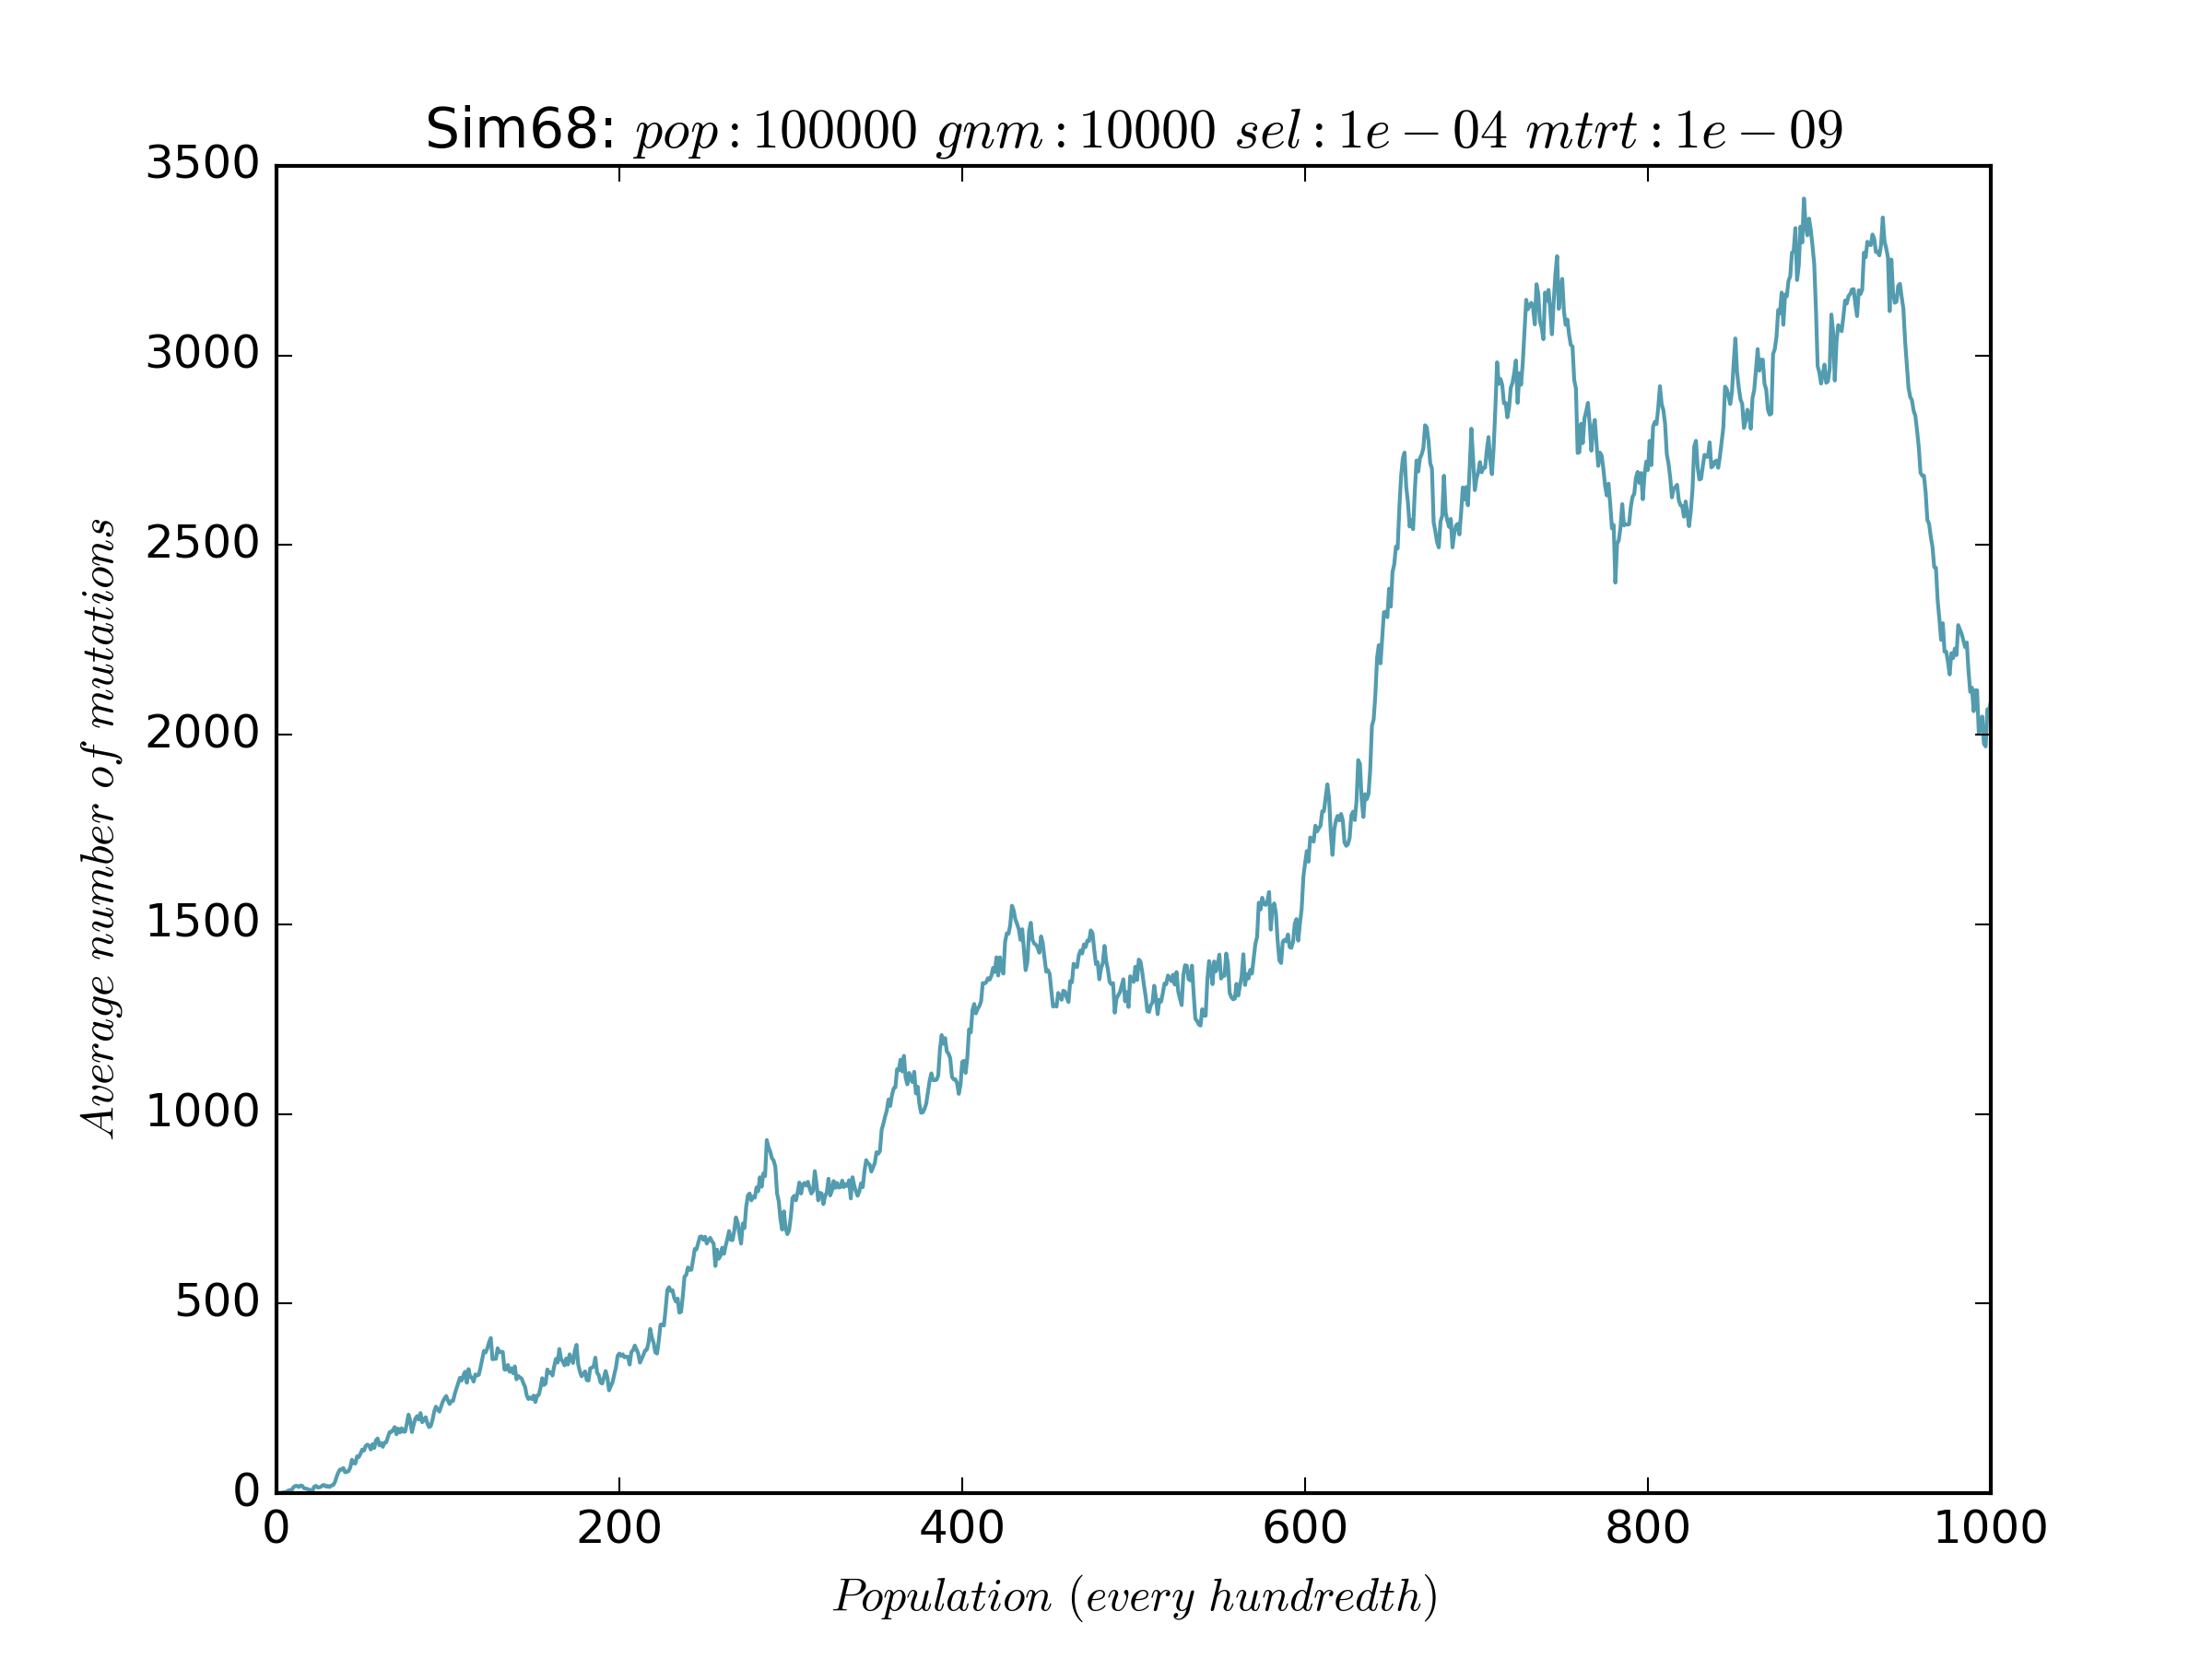 Sim68: pop : 100000 gnm : 10000 sel : 1e − 04 mtrt : 1e − 09
3500
3000
2500
2000
1500
1000
500
0
Average number of mutations
0 200 400 600 800 1000
Population (every hundredth)